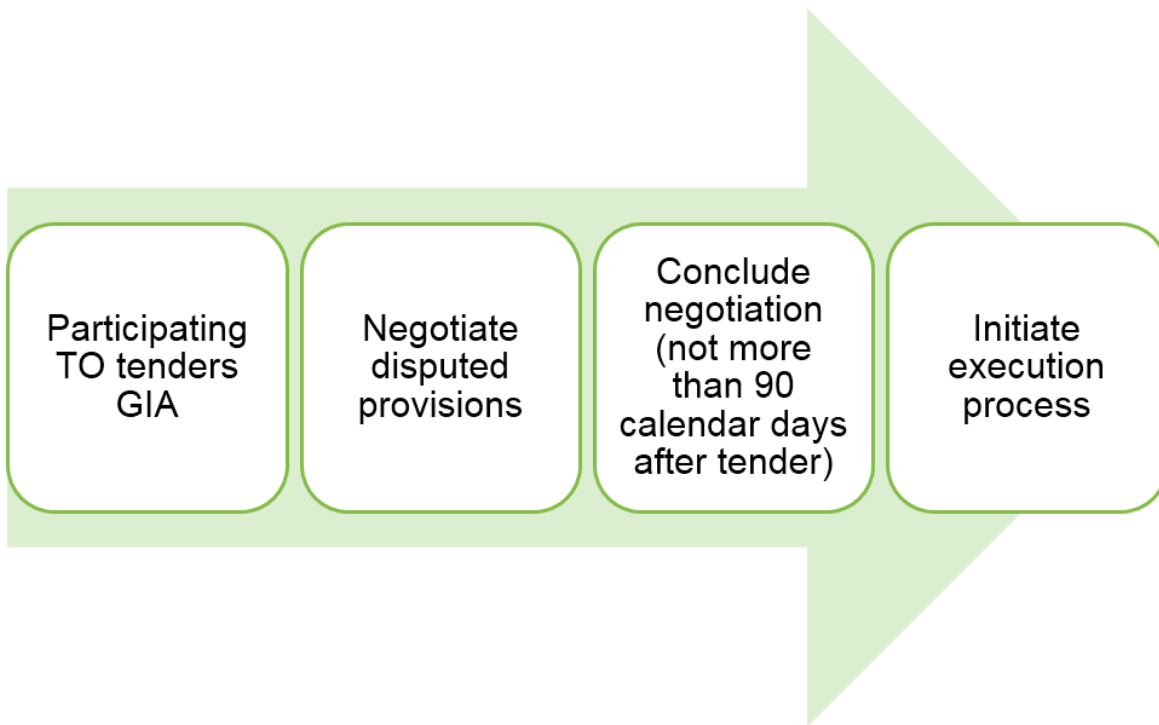 Participating
TO tenders
GIA
Negotiate
disputed
provisions
Conclude
negotiation
(not more
than 90
calendar days
after tender)
Initiate
execution
process